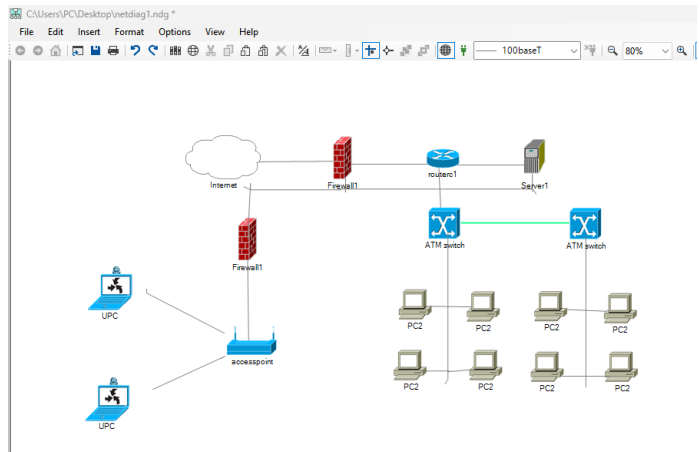 C:\Users\PC\Desktop\netdiag1.ndg *
File Edit Insert Format Options View Help
100baseT 80%
Internet
Firewall1
routerc1
Server1
Firewall1
ATM switch
ATM switch
UPC
accesspoint
PC2
PC2
PC2
PC2
UPC
PC2
PC2
PC2
PC2